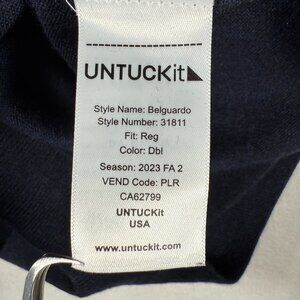 UNTUCKit
Style Name: Belguardo
Style Number: 31811
Fit: Reg
Color: Dbl
Season: 2023 FA 2
VEND Code: PLR
CA62799
UNTUCKit
USA
www.untuckit.com